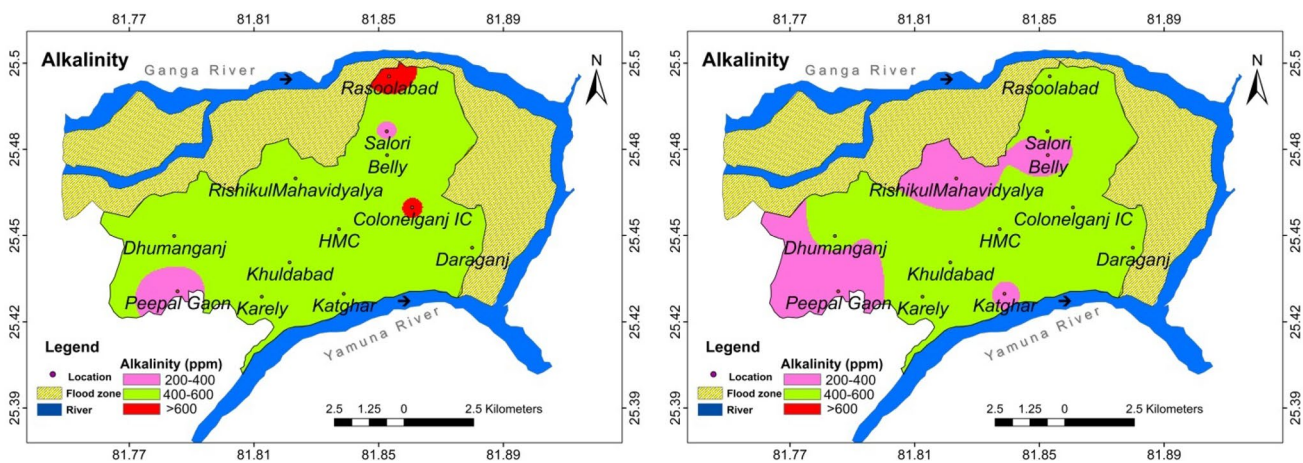 81.77 81.81 81.85 81.89
Alkalinity
Ganga River
N
Rasoolabad
Salori
Belly
RishikulMahavidyalya
Colonelganj IC
HMC
Dhumanganj
Daraganj
Khuldabad
Peepal Gaon
Karely
Katghar
Yamuna River
25.5
25.48
25.45
25.42
25.39
25.5
25.48
25.45
25.42
25.39
Legend
Location
Flood zone
River
Alkalinity (ppm)
200-400
400-600
>600
2.5 1.25 0 2.5 Kilometers
81.77 81.81 81.85 81.89
81.77 81.81 81.85 81.89
Alkalinity
Ganga River
N
Rasoolabad
Salori
Belly
RishikulMahavidyalya
Colonelganj IC
HMC
Dhumanganj
Daraganj
Khuldabad
Peepal Gaon
Karely
Katghar
Yamuna River
25.5
25.48
25.45
25.42
25.39
25.5
25.48
25.45
25.42
25.39
Legend
Location
Flood zone
River
Alkalinity (ppm)
200-400
400-600
>600
2.5 1.25 0 2.5 Kilometers
81.77 81.81 81.85 81.89